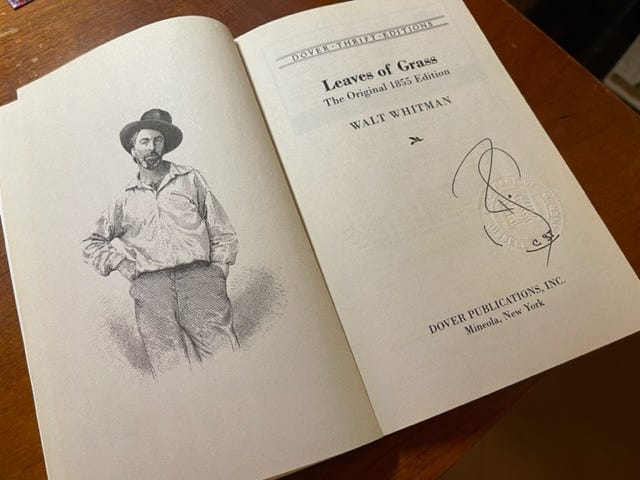 DOVER · THRIFT · EDITIONS
Leaves of Grass
The Original 1855 Edition
WALT WHITMAN
DOVER PUBLICATIONS, INC.
Mineola, New York